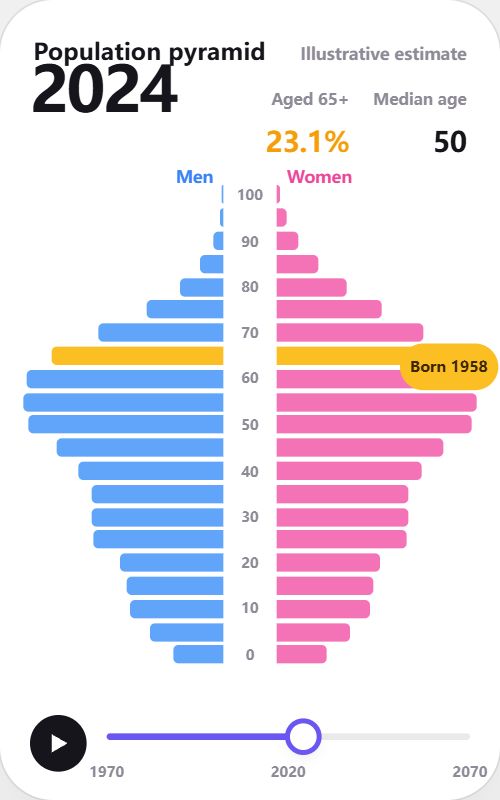 Population pyramid
Illustrative estimate
2024
Aged 65+
Median age
23.1%
50
Men
Women
100
90
80
70
Born 1958
60
50
40
30
20
10
0
1970
2020
2070